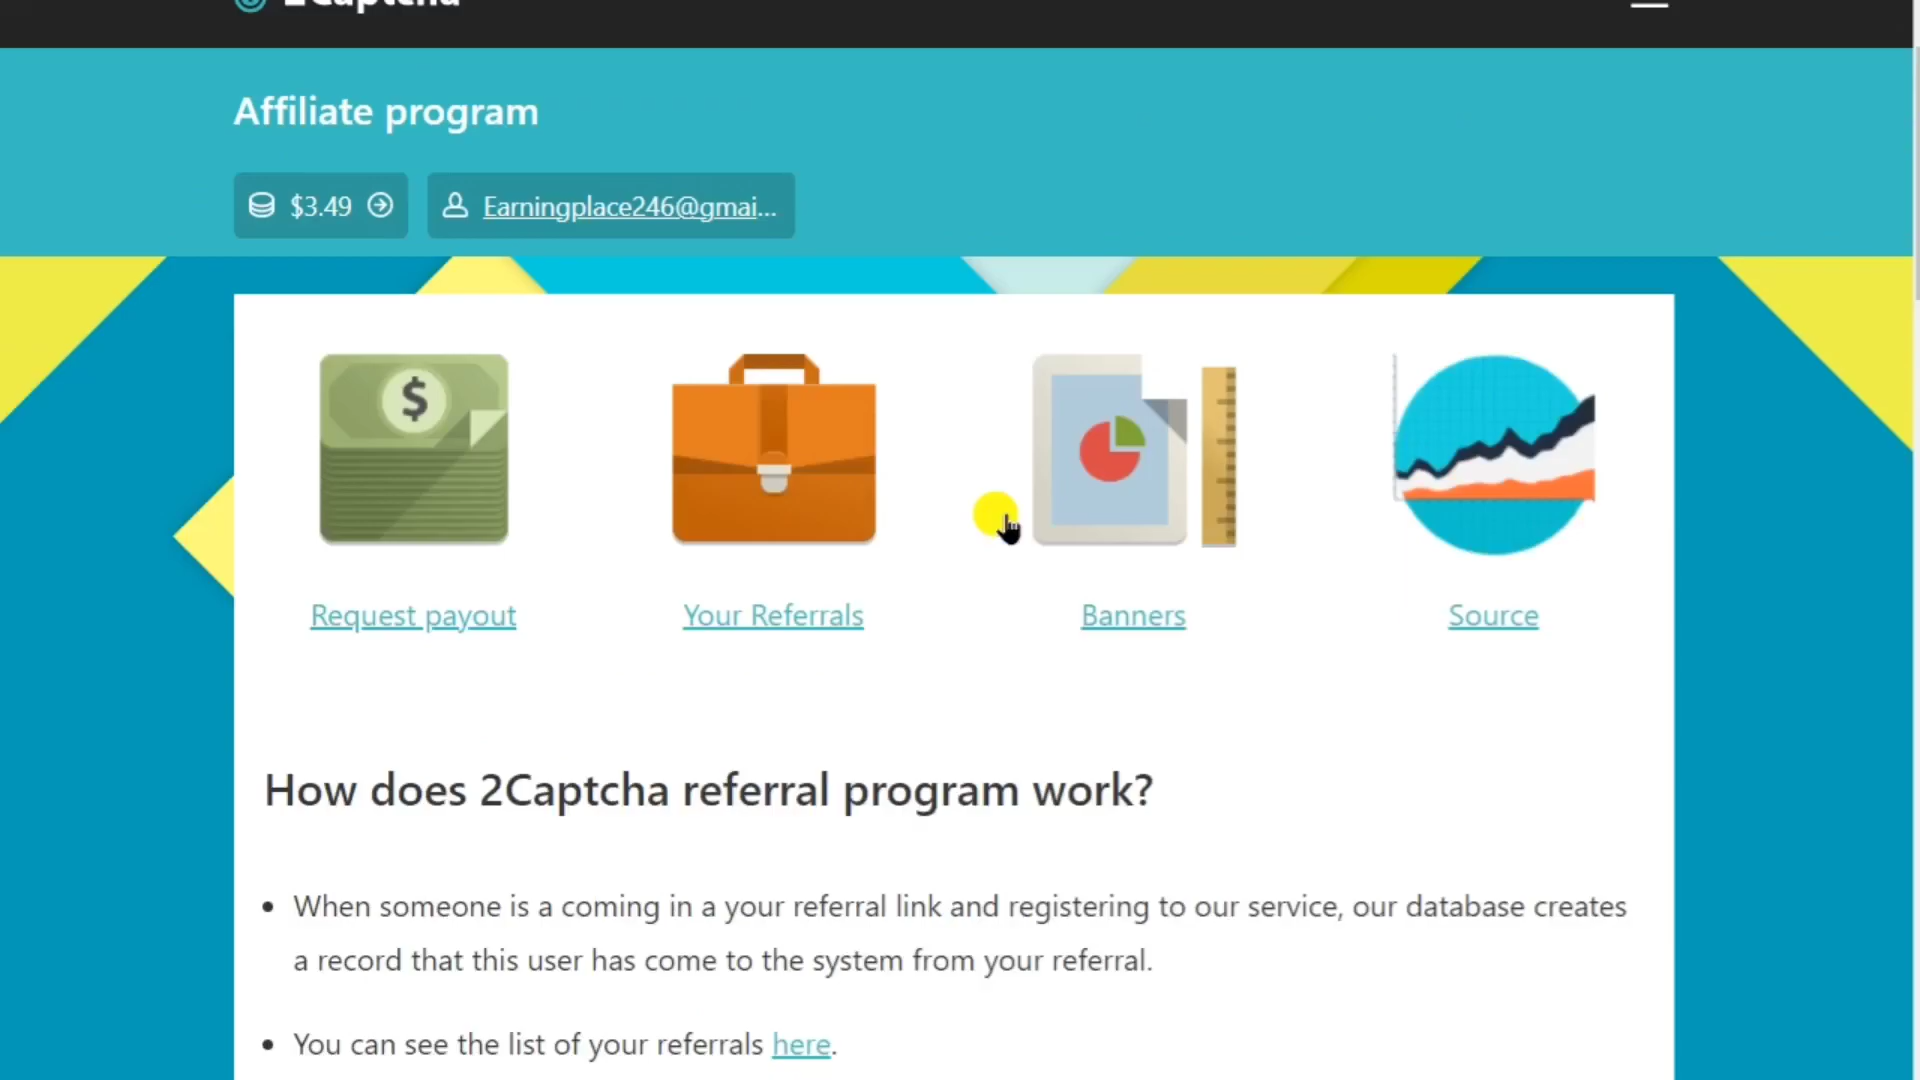 2Captcha
Affiliate program
$3.49
Earningplace246@gmai...
$
Request payout
Your Referrals
Banners
Source
How does 2Captcha referral program work?
• When someone is a coming in a your referral link and registering to our service, our database creates
a record that this user has come to the system from your referral.
• You can see the list of your referrals here.